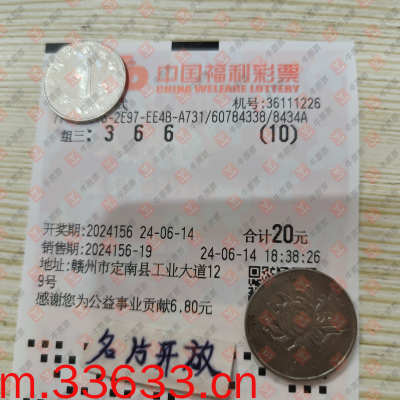 中国福利彩票
CHINA WELFARE LOTTERY
机号:36111226
-2E97-EE4B-A731/60784338/8434A
组三: 3 6 6 (10)
开奖期:2024156 24-06-14 合计20元
销售期:2024156-19 24-06-14 18:38:26
地址:赣州市定南县工业大道12
9号
感谢您为公益事业贡献6.80元
名片开放
m.33633.cn